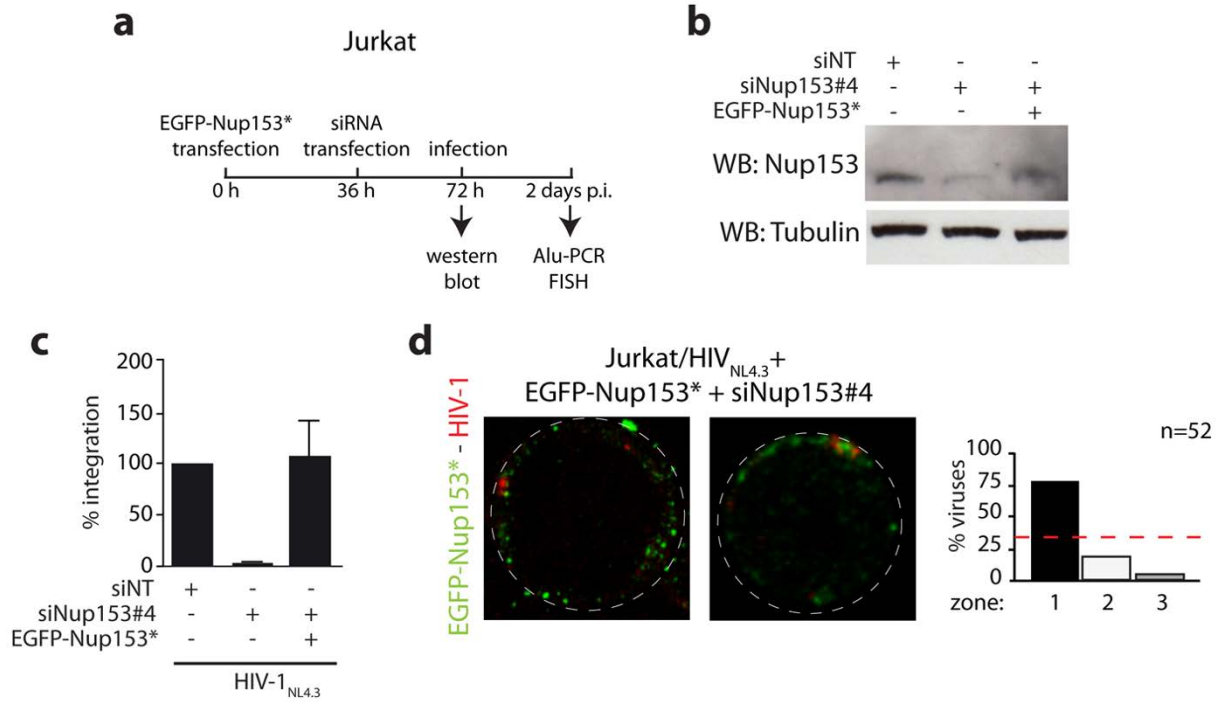 a
Jurkat
EGFP-Nup153* siRNA
transfection transfection infection
0 h 36 h 72 h 2 days p.i.
western Alu-PCR
blot FISH
b
siNT + - -
siNup153#4 - + +
EGFP-Nup153* - - +
WB: Nup153
WB: Tubulin
c
200
150
100
50
0
% integration
siNT + - -
siNup153#4 - + +
EGFP-Nup153* - - +
HIV-1NL4.3
d
Jurkat/HIVNL4.3+
EGFP-Nup153* + siNup153#4
EGFP-Nup153* - HIV-1
n=52
75
50
25
0
% viruses
zone: 1 2 3